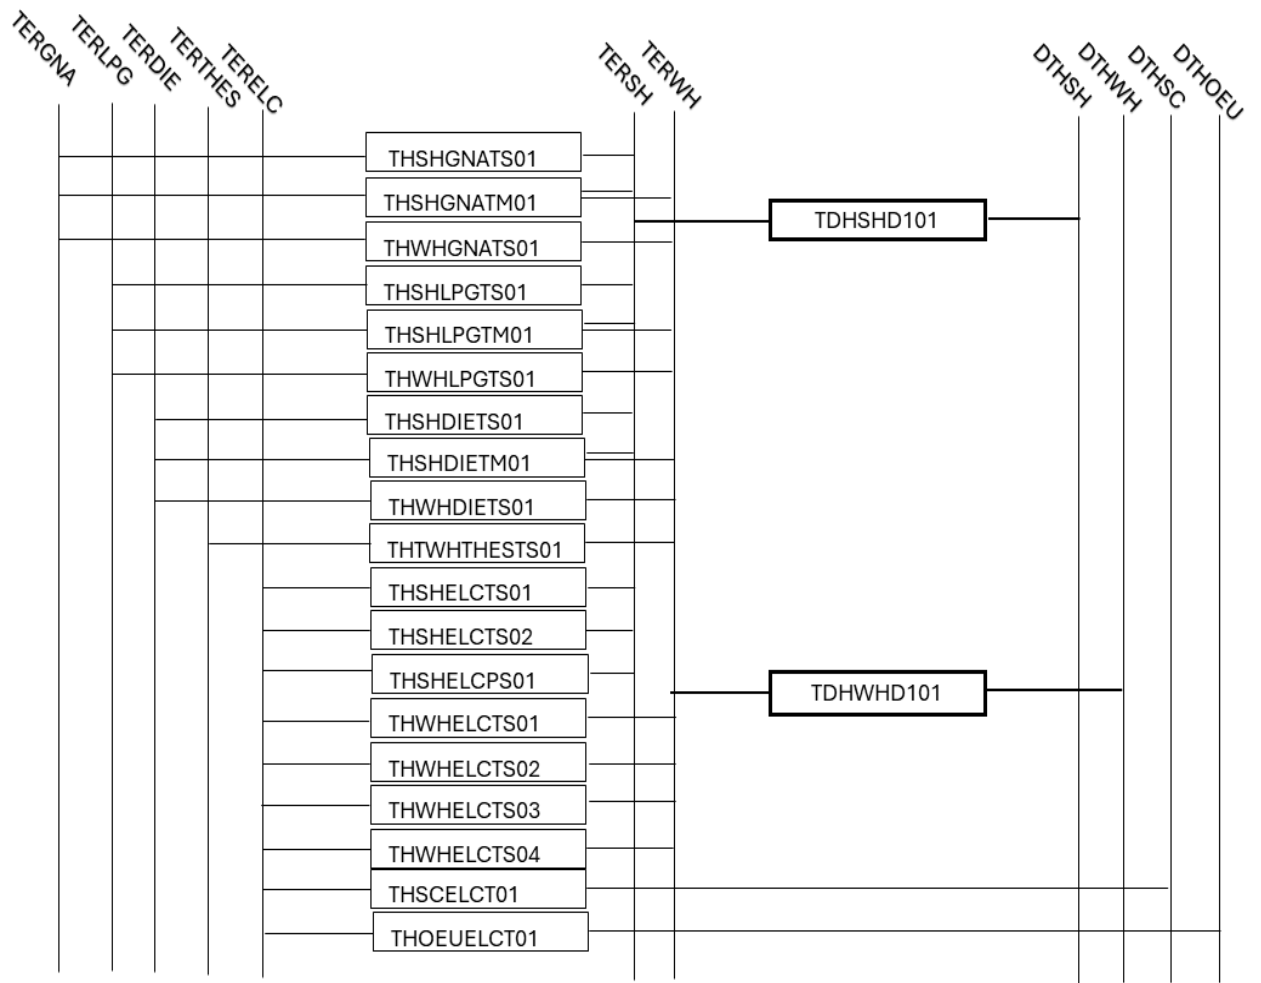 TERGNA
TERLPG
TERDIE
TERTHES
TERELC
TERSH
TERWH
DTHSH
DTHWH
DTHSC
DTHOEU
THSHGNATS01
THSHGNATM01
TDHSHD101
THWHGNATS01
THSHLPGTS01
THSHLPGTM01
THWHLPGTS01
THSHDIETS01
THSHDIETM01
THWHDIETS01
THTWHTHESTS01
THSHELCTS01
THSHELCTS02
THSHELCPS01
TDHWHD101
THWHELCTS01
THWHELCTS02
THWHELCTS03
THWHELCTS04
THSCELCT01
THOEUELCT01